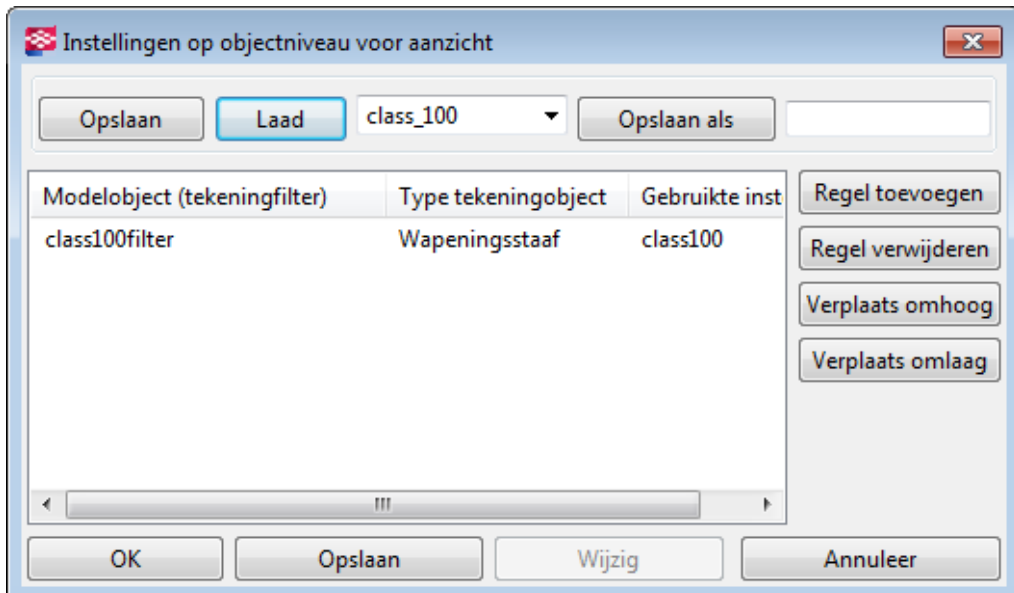 Instellingen op objectniveau voor aanzicht
Opslaan Laad class_100 Opslaan als
Modelobject (tekeningfilter) Type tekeningobject Gebruikte inst
class100filter Wapeningsstaaf class100
Regel toevoegen
Regel verwijderen
Verplaats omhoog
Verplaats omlaag
OK Opslaan Wijzig Annuleer